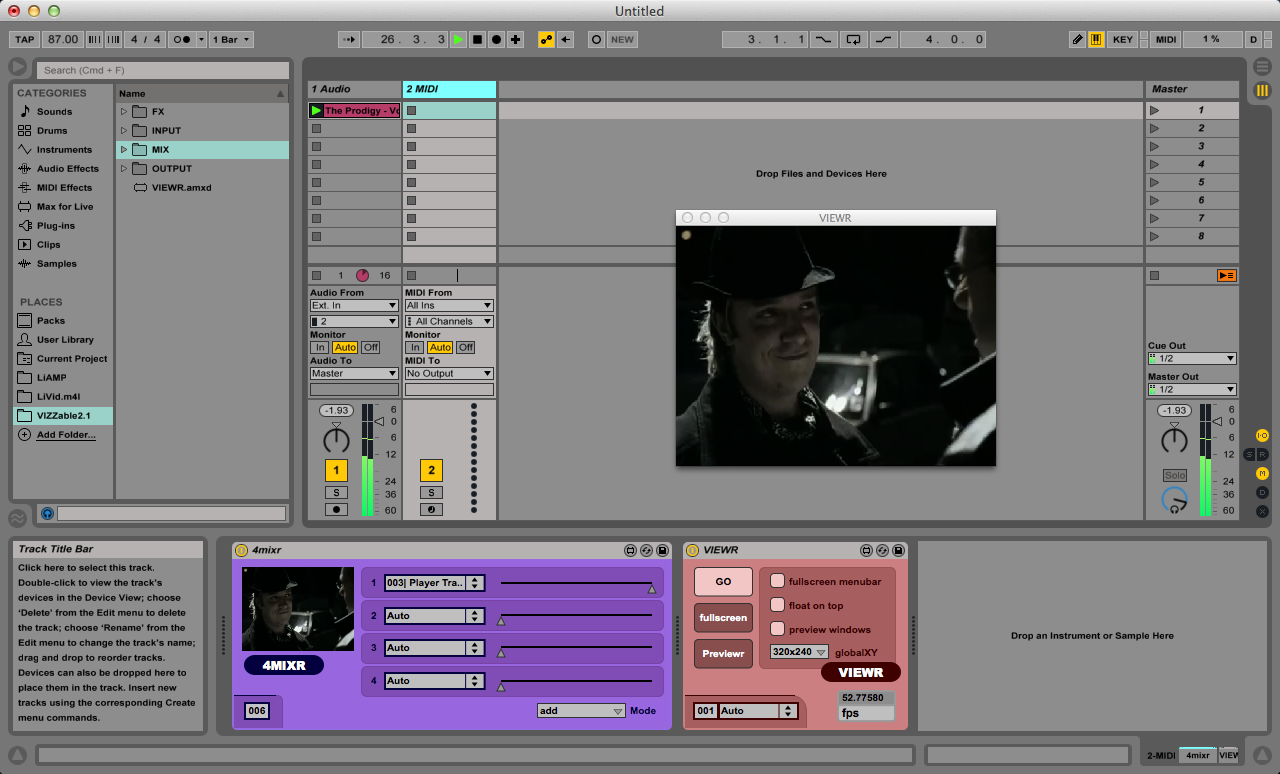 Untitled
TAP 87.00 4 / 4 1 Bar 26. 3. 3 NEW 3. 1. 1 4. 0. 0 KEY MIDI 1 % D
Search (Cmd + F)
CATEGORIES
Sounds
Drums
Instruments
Audio Effects
MIDI Effects
Max for Live
Plug-ins
Clips
Samples
PLACES
Packs
User Library
Current Project
LiAMP
LiVid.m4l
VIZZable2.1
Add Folder...
Name
FX
INPUT
MIX
OUTPUT
VIEWR.amxd
1 Audio 2 MIDI Master
The Prodigy - Vo
1
2
3
4
5
6
7
8
Drop Files and Devices Here
VIEWR
1 16
Audio From
Ext. In
2
Monitor
In Auto Off
Audio To
Master
MIDI From
All Ins
All Channels
Monitor
In Auto Off
MIDI To
No Output
Cue Out
1/2
Master Out
1/2
-1.93
6
0
6
12
24
36
60
1
S
2
S
-1.93
6
0
6
12
24
36
60
Solo
I-O
S R
M
D
X
Track Title Bar
Click here to select this track.
Double-click to view the track's
devices in the Device View; choose
‘Delete’ from the Edit menu to delete
the track; choose ‘Rename’ from the
Edit menu to change the track's name;
drag and drop to reorder tracks.
Devices can also be dropped here to
place them in the track. Insert new
tracks using the corresponding Create
menu commands.
4mixr
1 003| Player Tra..
2 Auto
3 Auto
4 Auto
4MIXR
006
add Mode
VIEWR
GO
fullscreen
Previewr
fullscreen menubar
float on top
preview windows
320x240 globalXY
VIEWR
001 Auto
52.77580
fps
Drop an Instrument or Sample Here
2-MIDI 4mixr VIEW